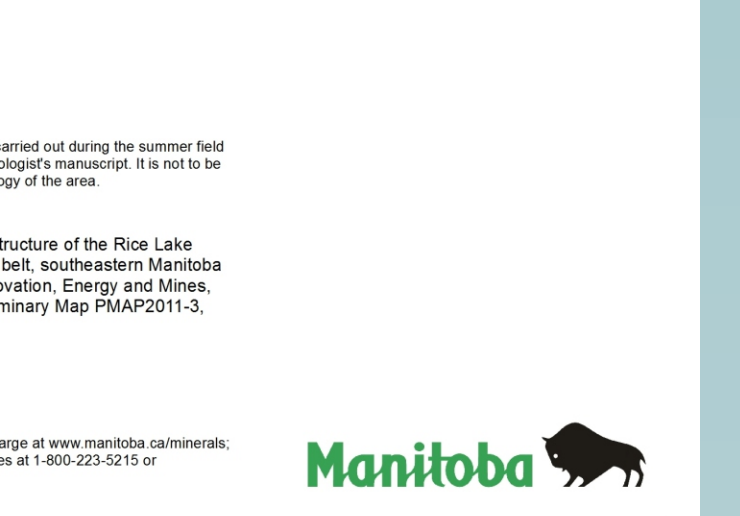 arried out during the summer field
ologist's manuscript. It is not to be
ogy of the area.
tructure of the Rice Lake
belt, southeastern Manitoba
ovation, Energy and Mines,
minary Map PMAP2011-3,
arge at www.manitoba.ca/minerals;
es at 1-800-223-5215 or
Manitoba